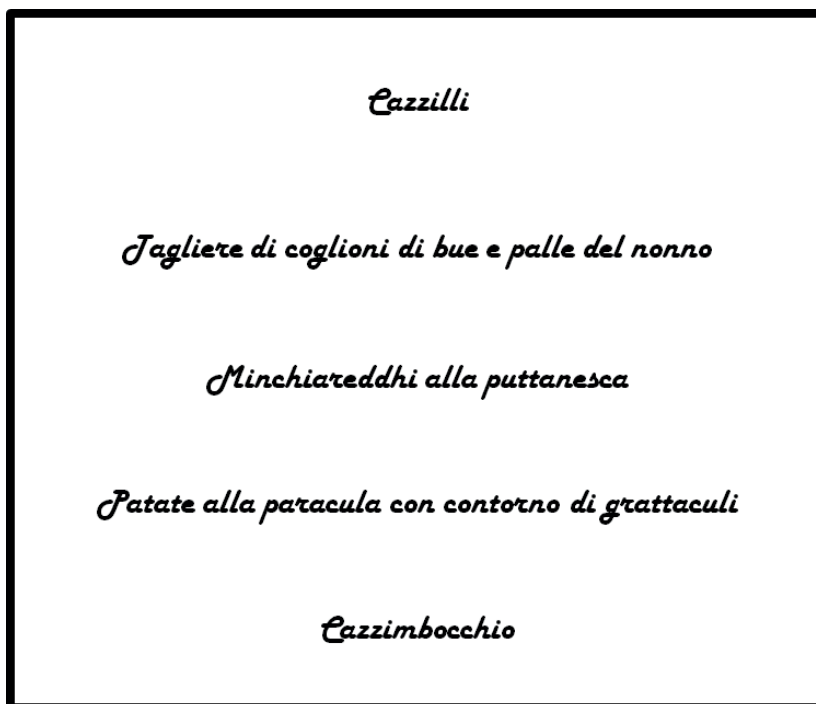 Cazzilli
Tagliere di coglioni di bue e palle del nonno
Minchiareddhi alla puttanesca
Patate alla paracula con contorno di grattaculi
Cazzimbocchio